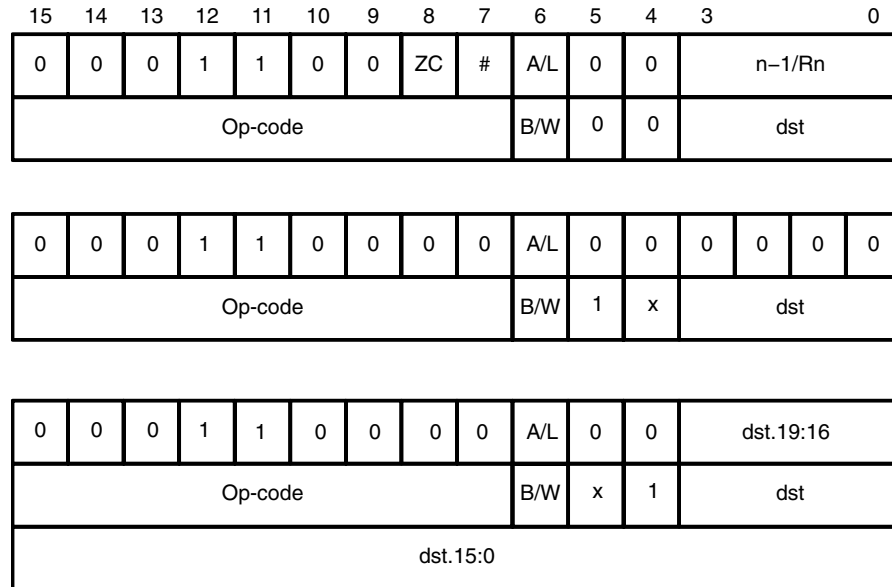 15 14 13 12 11 10 9 8 7 6 5 4 3 0
0 0 0 1 1 0 0 ZC # A/L 0 0 n−1/Rn
Op-code B/W 0 0 dst
0 0 0 1 1 0 0 0 0 A/L 0 0 0 0 0 0
Op-code B/W 1 x dst
0 0 0 1 1 0 0 0 0 A/L 0 0 dst.19:16
Op-code B/W x 1 dst
dst.15:0